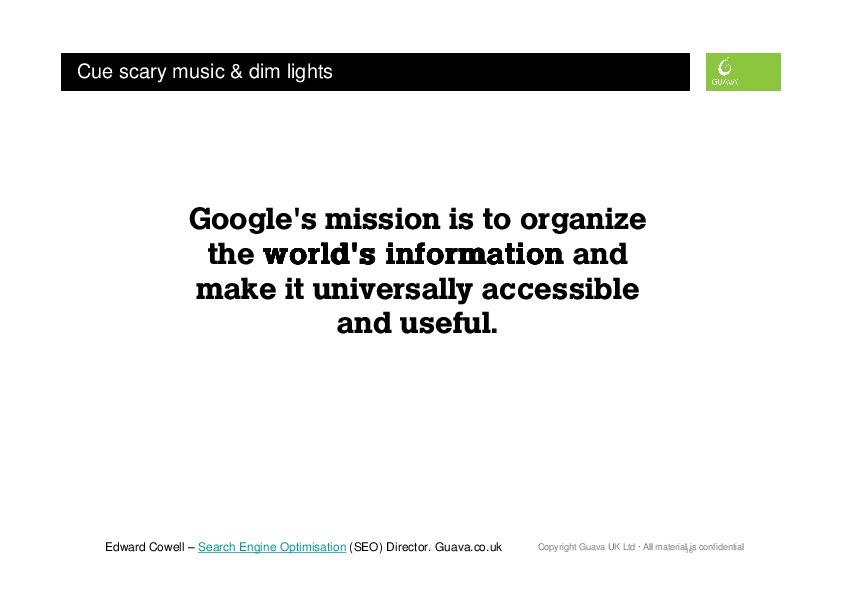 Cue scary music & dim lights
GUAVA
Google's mission is to organize
the world's information and
make it universally accessible
and useful.
Edward Cowell – Search Engine Optimisation (SEO) Director. Guava.co.uk
Copyright Guava UK Ltd · All material is confidential